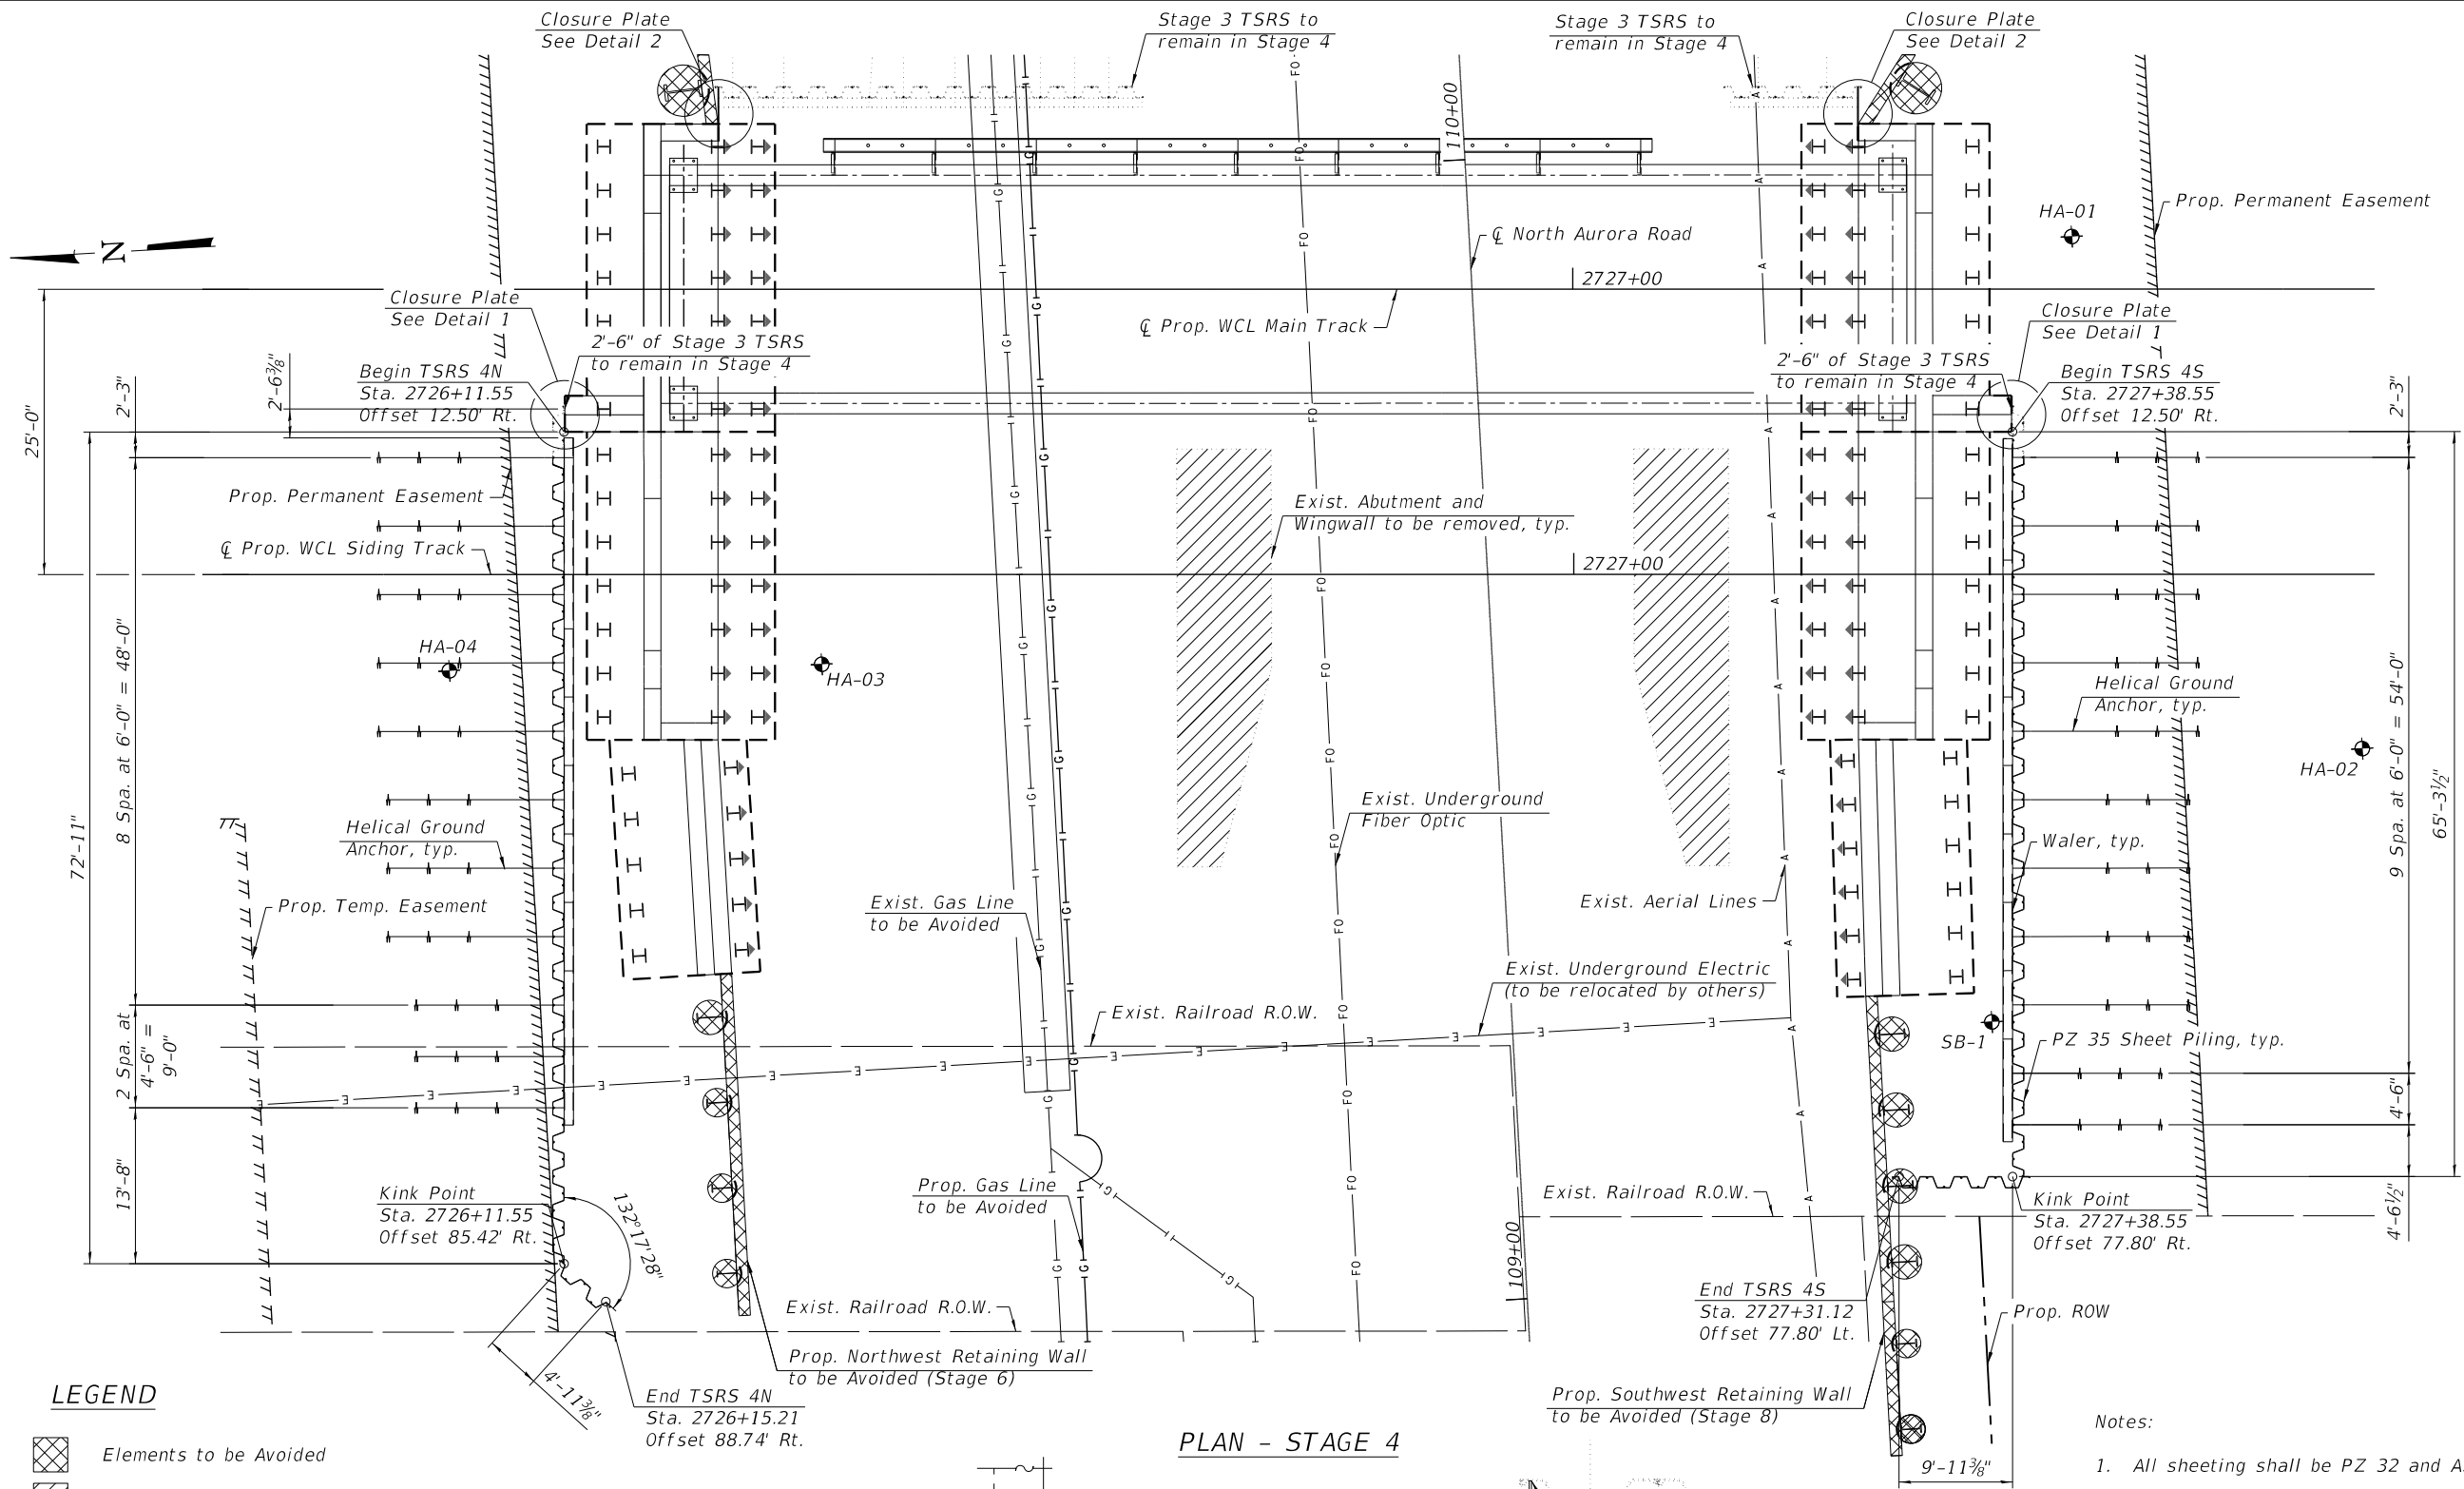 Closure Plate
See Detail 2
Stage 3 TSRS to
remain in Stage 4
Stage 3 TSRS to
remain in Stage 4
Closure Plate
See Detail 2
110+00
HA-01
Prop. Permanent Easement
N
℄ North Aurora Road
2727+00
Closure Plate
See Detail 1
℄ Prop. WCL Main Track
Closure Plate
See Detail 1
2'-6" of Stage 3 TSRS
to remain in Stage 4
2'-6" of Stage 3 TSRS
to remain in Stage 4
Begin TSRS 4N
Sta. 2726+11.55
Offset 12.50' Rt.
Begin TSRS 4S
Sta. 2727+38.55
Offset 12.50' Rt.
25'-0"
2'-3"
2'-6⅜"
2'-3"
Prop. Permanent Easement
Exist. Abutment and
Wingwall to be removed, typ.
℄ Prop. WCL Siding Track
2727+00
HA-04
HA-03
Helical Ground
Anchor, typ.
HA-02
8 Spa. at 6'-0" = 48'-0"
72'-11"
9 Spa. at 6'-0" = 54'-0"
65'-3½"
Helical Ground
Anchor, typ.
Exist. Underground
Fiber Optic
Waler, typ.
Prop. Temp. Easement
Exist. Gas Line
to be Avoided
Exist. Aerial Lines
Exist. Underground Electric
(to be relocated by others)
Exist. Railroad R.O.W.
SB-1
PZ 35 Sheet Piling, typ.
2 Spa. at
4'-6" =
9'-0"
4'-6"
13'-8"
4'-6½"
Kink Point
Sta. 2726+11.55
Offset 85.42' Rt.
132°17'28"
Prop. Gas Line
to be Avoided
Exist. Railroad R.O.W.
Kink Point
Sta. 2727+38.55
Offset 77.80' Rt.
109+00
Exist. Railroad R.O.W.
End TSRS 4S
Sta. 2727+31.12
Offset 77.80' Lt.
Prop. ROW
Prop. Northwest Retaining Wall
to be Avoided (Stage 6)
4'-11⅜"
End TSRS 4N
Sta. 2726+15.21
Offset 88.74' Rt.
Prop. Southwest Retaining Wall
to be Avoided (Stage 8)
LEGEND
Elements to be Avoided
PLAN - STAGE 4
9'-11⅜"
Notes:
1. All sheeting shall be PZ 32 and